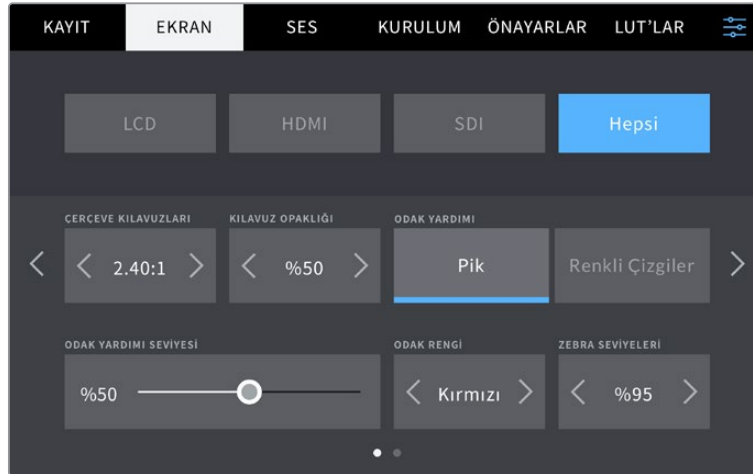 KAYIT EKRAN SES KURULUM ÖNAYARLAR LUT'LAR
LCD HDMI SDI Hepsi
ÇERÇEVE KILAVUZLARI KILAVUZ OPAKLIĞI ODAK YARDIMI
2.40:1 %50 Pik Renkli Çizgiler
ODAK YARDIMI SEVİYESİ ODAK RENGİ ZEBRA SEVİYELERİ
%50 Kırmızı %95